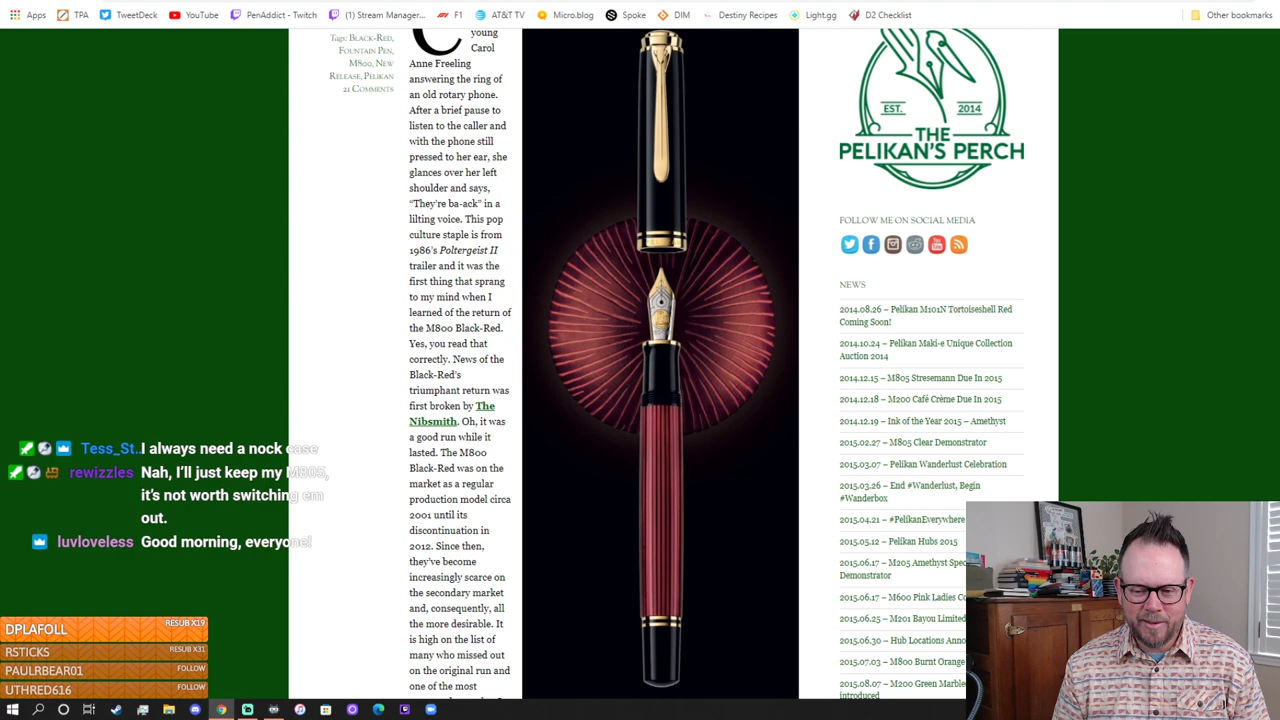 Apps
TPA
TweetDeck
YouTube
PenAddict - Twitch
(1) Stream Manager...
F1
AT&T TV
Micro.blog
Spoke
DIM
Destiny Recipes
Light.gg
D2 Checklist
Other bookmarks
Tags: Black-Red,
Fountain Pen,
M800, New
Release, Pelikan
21 Comments
C young
Carol
Anne Freeling
answering the ring of
an old rotary phone.
After a brief pause to
listen to the caller and
with the phone still
pressed to her ear, she
glances over her left
shoulder and says,
“They’re ba-ack” in a
lilting voice. This pop
culture staple is from
1986’s Poltergeist II
trailer and it was the
first thing that sprang
to my mind when I
learned of the return of
the M800 Black-Red.
Yes, you read that
correctly. News of the
Black-Red’s
triumphant return was
first broken by The
Nibsmith. Oh, it was
a good run while it
lasted. The M800
Black-Red was on the
market as a regular
production model circa
2001 until its
discontinuation in
2012. Since then,
they’ve become
increasingly scarce on
the secondary market
and, consequently, all
the more desirable. It
is high on the list of
many who missed out
on the original run and
one of the most
EST. 2014
THE
PELIKAN'S PERCH
FOLLOW ME ON SOCIAL MEDIA
NEWS
2014.08.26 – Pelikan M101N Tortoiseshell Red
Coming Soon!
2014.10.24 – Pelikan Maki-e Unique Collection
Auction 2014
2014.12.15 – M805 Stresemann Due In 2015
2014.12.18 – M200 Café Crème Due In 2015
2014.12.19 – Ink of the Year 2015 – Amethyst
2015.02.27 – M805 Clear Demonstrator
2015.03.07 – Pelikan Wanderlust Celebration
2015.03.26 – End #Wanderlust, Begin
#Wanderbox
2015.04.21 – #PelikanEverywhere
2015.05.12 – Pelikan Hubs 2015
2015.06.17 – M205 Amethyst Spec
Demonstrator
2015.06.17 – M600 Pink Ladies Co
2015.06.25 – M201 Bayou Limited
2015.06.30 – Hub Locations Anno
2015.07.03 – M800 Burnt Orange
2015.08.07 – M200 Green Marble
introduced
Tess_St.. I always need a nock case
rewizzles Nah, I’ll just keep my M805,
it’s not worth switching em
out.
luvloveless Good morning, everyone!
DPLAFOLL RESUB X19
RSTICKS RESUB X31
PAULRBEAR01 FOLLOW
UTHRED616 FOLLOW